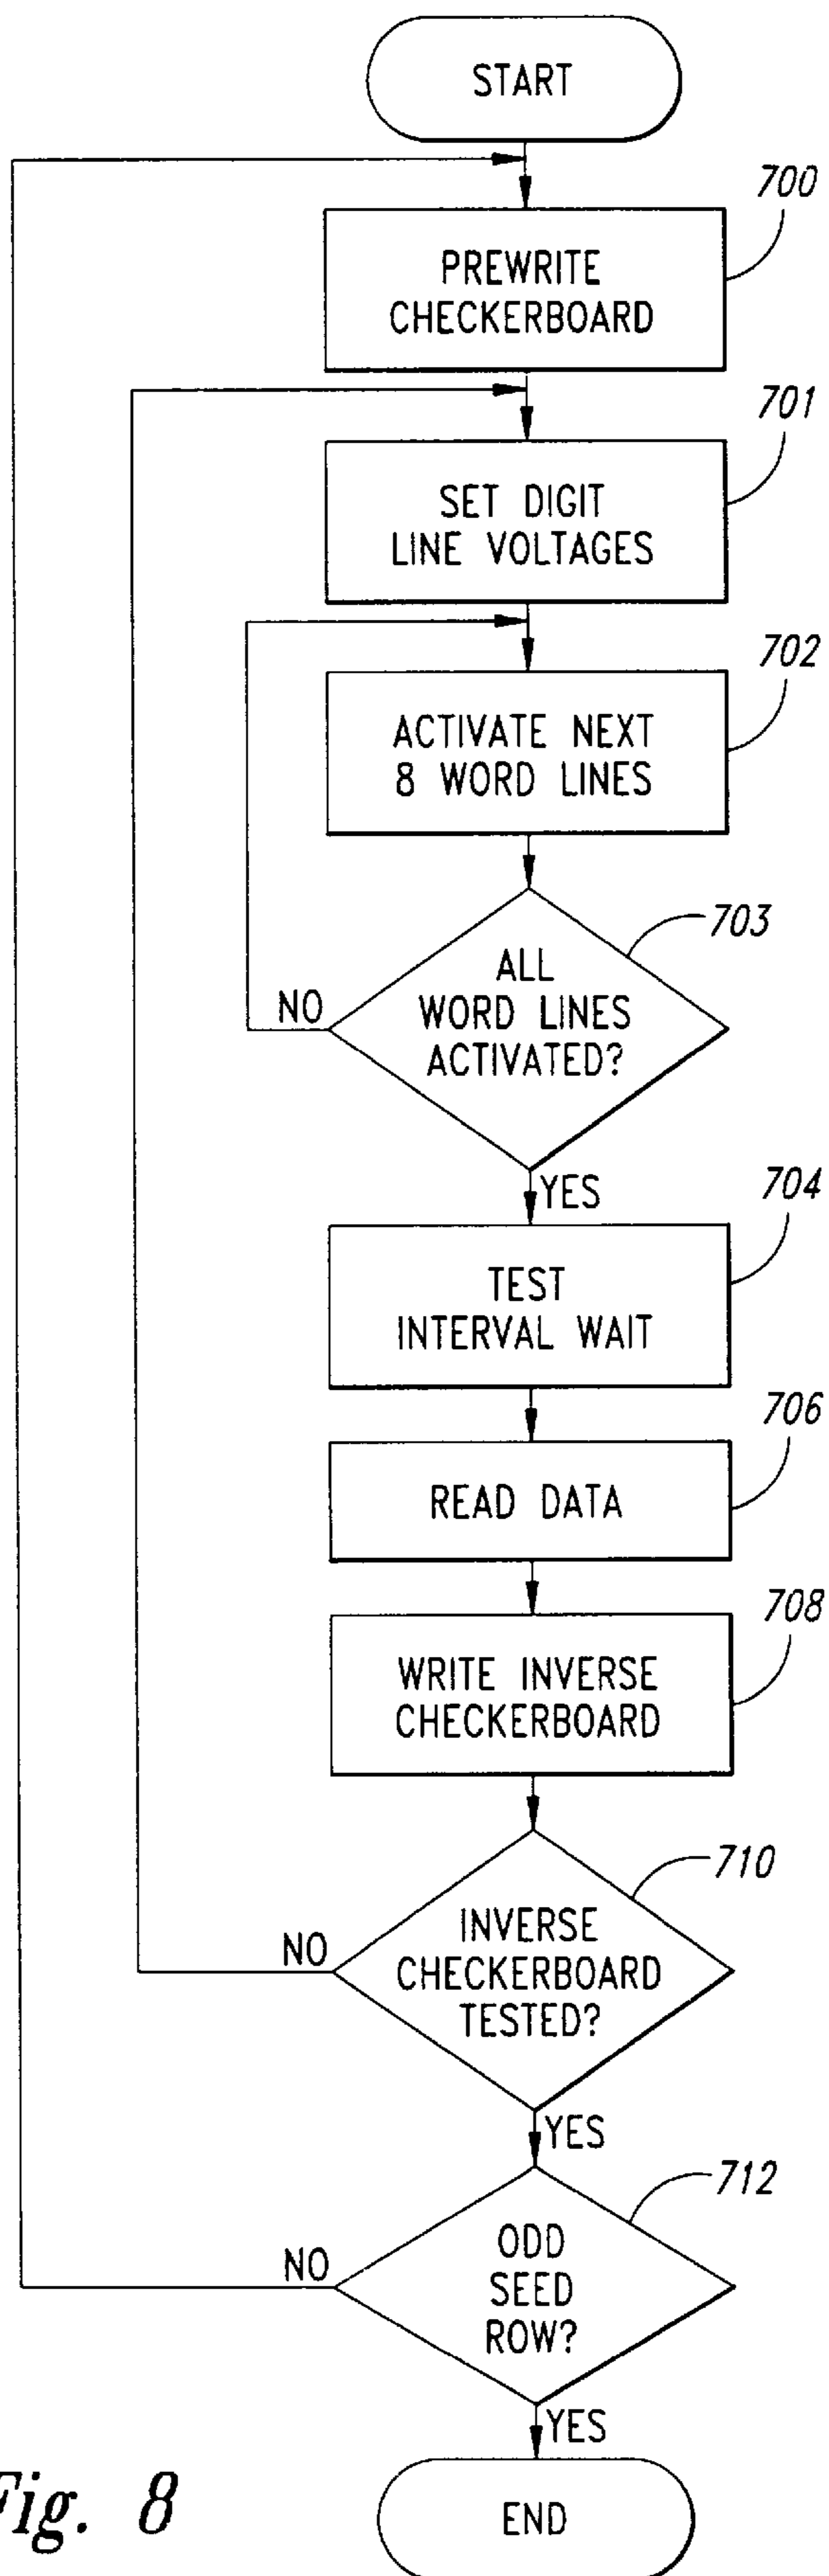 START
700
PREWRITE
CHECKERBOARD
701
SET DIGIT
LINE VOLTAGES
702
ACTIVATE NEXT
8 WORD LINES
703
ALL
WORD LINES
ACTIVATED?
NO
YES
704
TEST
INTERVAL WAIT
706
READ DATA
708
WRITE INVERSE
CHECKERBOARD
710
INVERSE
CHECKERBOARD
TESTED?
NO
YES
712
ODD
SEED
ROW?
NO
YES
END
Fig. 8